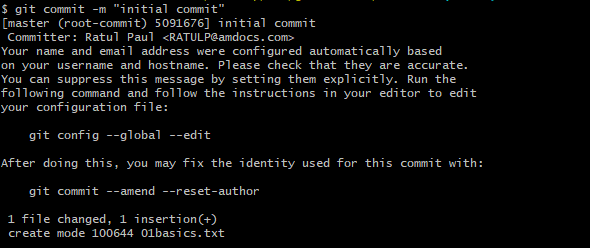 $ git commit -m "initial commit"
[master (root-commit) 5091676] initial commit
 Committer: Ratul Paul <RATULP@amdocs.com>
Your name and email address were configured automatically based
on your username and hostname. Please check that they are accurate.
You can suppress this message by setting them explicitly. Run the
following command and follow the instructions in your editor to edit
your configuration file:

    git config --global --edit

After doing this, you may fix the identity used for this commit with:

    git commit --amend --reset-author

 1 file changed, 1 insertion(+)
 create mode 100644 01basics.txt